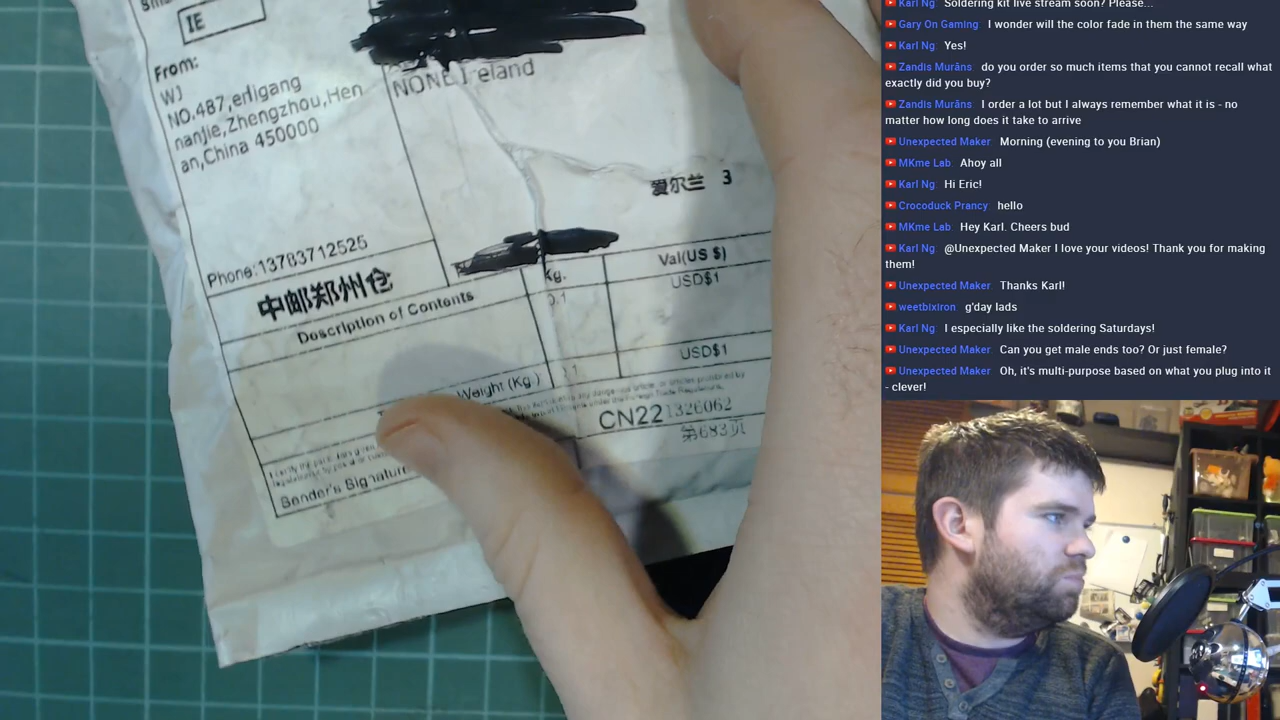 IE
From:
WJ
NO.487,erligang
nanjie,Zhengzhou,Hen
an,China 450000
Phone:13783712525
NONE Ireland
爱尔兰 3
中邮郑州仓
Description of Contents
Kg.
Val(US $)
0.1
USD$1
Weight (Kg.)
USD$1
CN22
1326062
第683页
Sender's Signature
Karl Ng Soldering kit live stream soon? Please...
Gary On Gaming I wonder will the color fade in them the same way
Karl Ng Yes!
Zandis Murāns do you order so much items that you cannot recall what
exactly did you buy?
Zandis Murāns I order a lot but I always remember what it is - no
matter how long does it take to arrive
Unexpected Maker Morning (evening to you Brian)
MKme Lab Ahoy all
Karl Ng Hi Eric!
Crocoduck Prancy hello
MKme Lab Hey Karl. Cheers bud
Karl Ng @Unexpected Maker I love your videos! Thank you for making
them!
Unexpected Maker Thanks Karl!
weetbixiron g'day lads
Karl Ng I especially like the soldering Saturdays!
Unexpected Maker Can you get male ends too? Or just female?
Unexpected Maker Oh, it's multi-purpose based on what you plug into it
- clever!